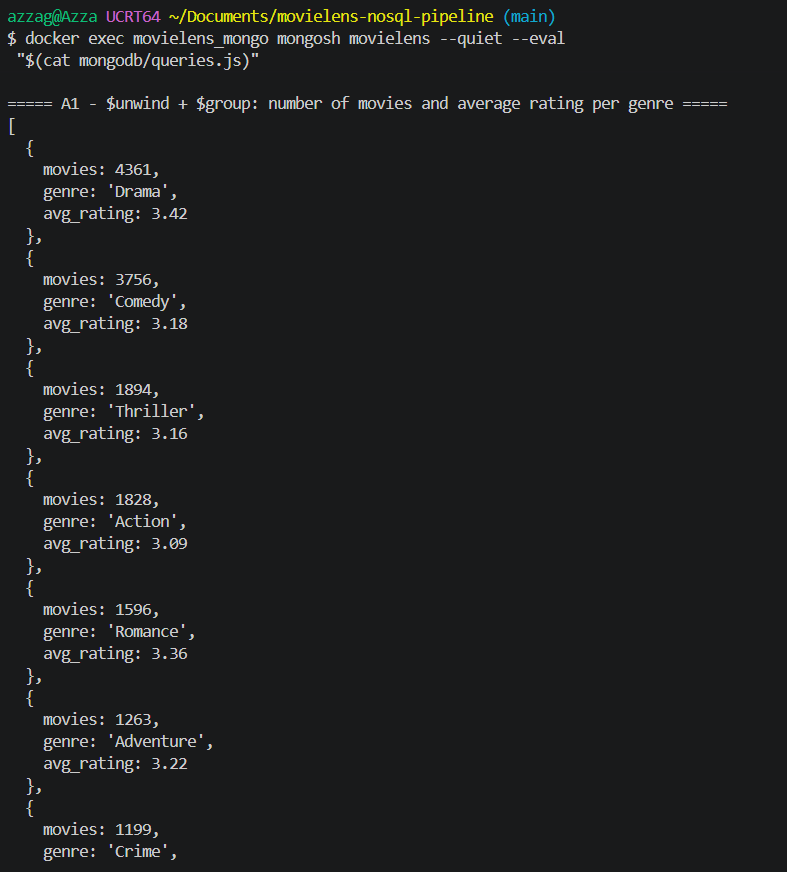 azzag@Azza UCRT64 ~/Documents/movielens-nosql-pipeline (main)
$ docker exec movielens_mongo mongosh movielens --quiet --eval
 "$(cat mongodb/queries.js)"

===== A1 - $unwind + $group: number of movies and average rating per genre =====
[
  {
    movies: 4361,
    genre: 'Drama',
    avg_rating: 3.42
  },
  {
    movies: 3756,
    genre: 'Comedy',
    avg_rating: 3.18
  },
  {
    movies: 1894,
    genre: 'Thriller',
    avg_rating: 3.16
  },
  {
    movies: 1828,
    genre: 'Action',
    avg_rating: 3.09
  },
  {
    movies: 1596,
    genre: 'Romance',
    avg_rating: 3.36
  },
  {
    movies: 1263,
    genre: 'Adventure',
    avg_rating: 3.22
  },
  {
    movies: 1199,
    genre: 'Crime',